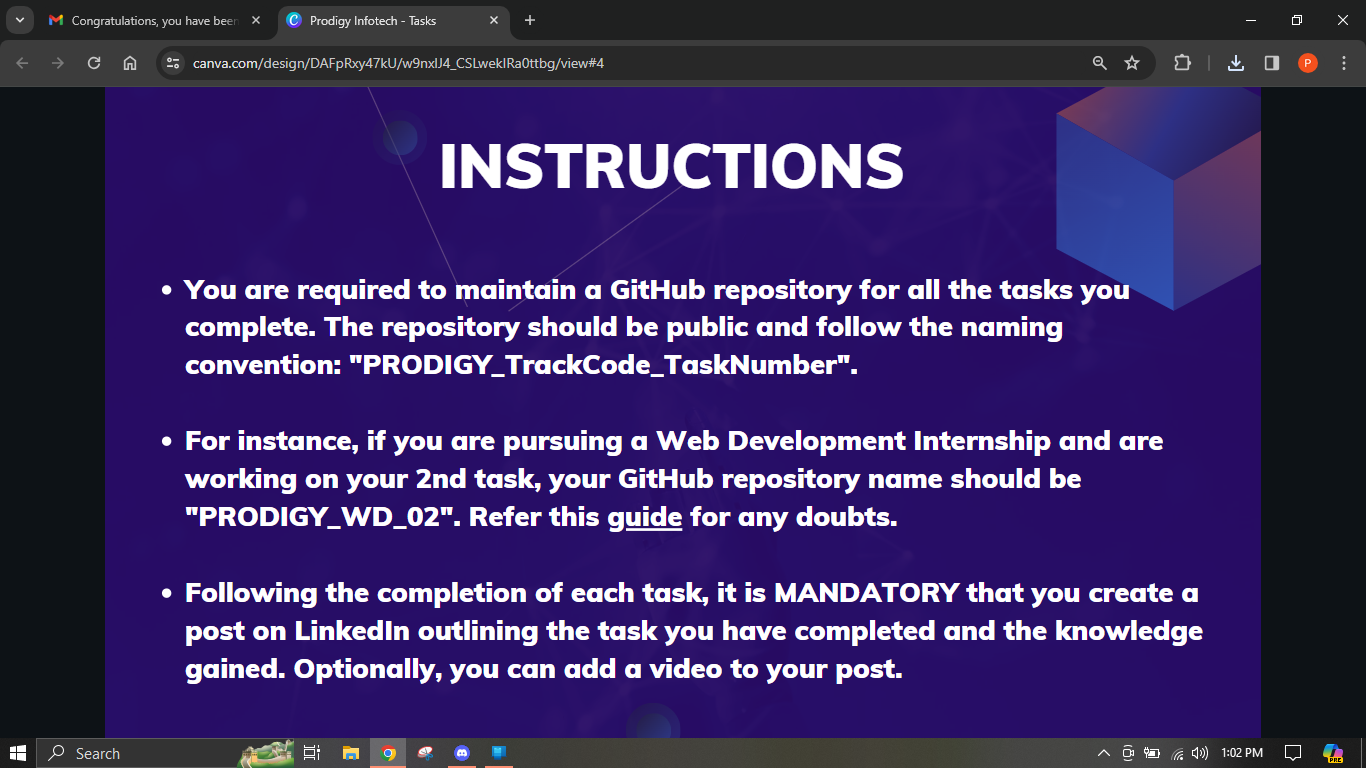 Congratulations, you have been
Prodigy Infotech - Tasks
canva.com/design/DAFpRxy47kU/w9nxlJ4_CSLweklRa0ttbg/view#4
P
INSTRUCTIONS
• You are required to maintain a GitHub repository for all the tasks you
complete. The repository should be public and follow the naming
convention: "PRODIGY_TrackCode_TaskNumber".
• For instance, if you are pursuing a Web Development Internship and are
working on your 2nd task, your GitHub repository name should be
"PRODIGY_WD_02". Refer this guide for any doubts.
• Following the completion of each task, it is MANDATORY that you create a
post on LinkedIn outlining the task you have completed and the knowledge
gained. Optionally, you can add a video to your post.
Search
1:02 PM
PRE